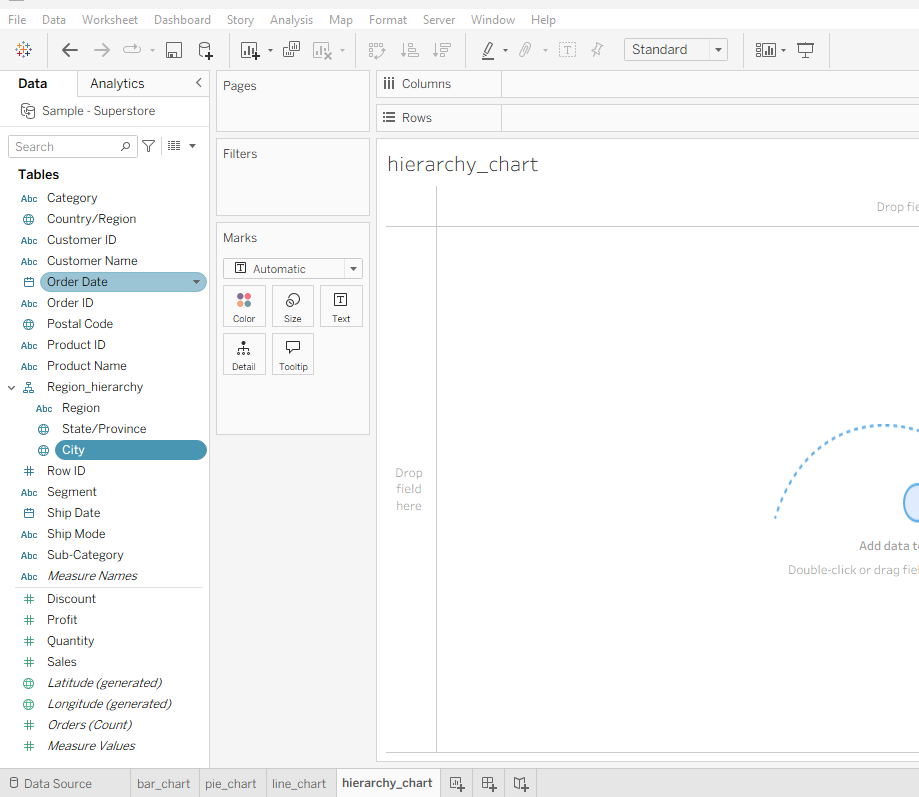 File Data Worksheet Dashboard Story Analysis Map Format Server Window Help
Standard
Data Analytics
Sample - Superstore
Search
Tables
Abc Category
Country/Region
Abc Customer ID
Abc Customer Name
Order Date
Abc Order ID
Postal Code
Abc Product ID
Abc Product Name
Region_hierarchy
Abc Region
State/Province
City
Row ID
Abc Segment
Ship Date
Abc Ship Mode
Abc Sub-Category
Abc Measure Names
Discount
Profit
Quantity
Sales
Latitude (generated)
Longitude (generated)
Orders (Count)
Measure Values
Pages
Filters
Marks
T Automatic
Color Size Text
Detail Tooltip
Columns
Rows
hierarchy_chart
Drop fie
Drop
field
here
Add data t
Double-click or drag fiel
Data Source bar_chart pie_chart line_chart hierarchy_chart